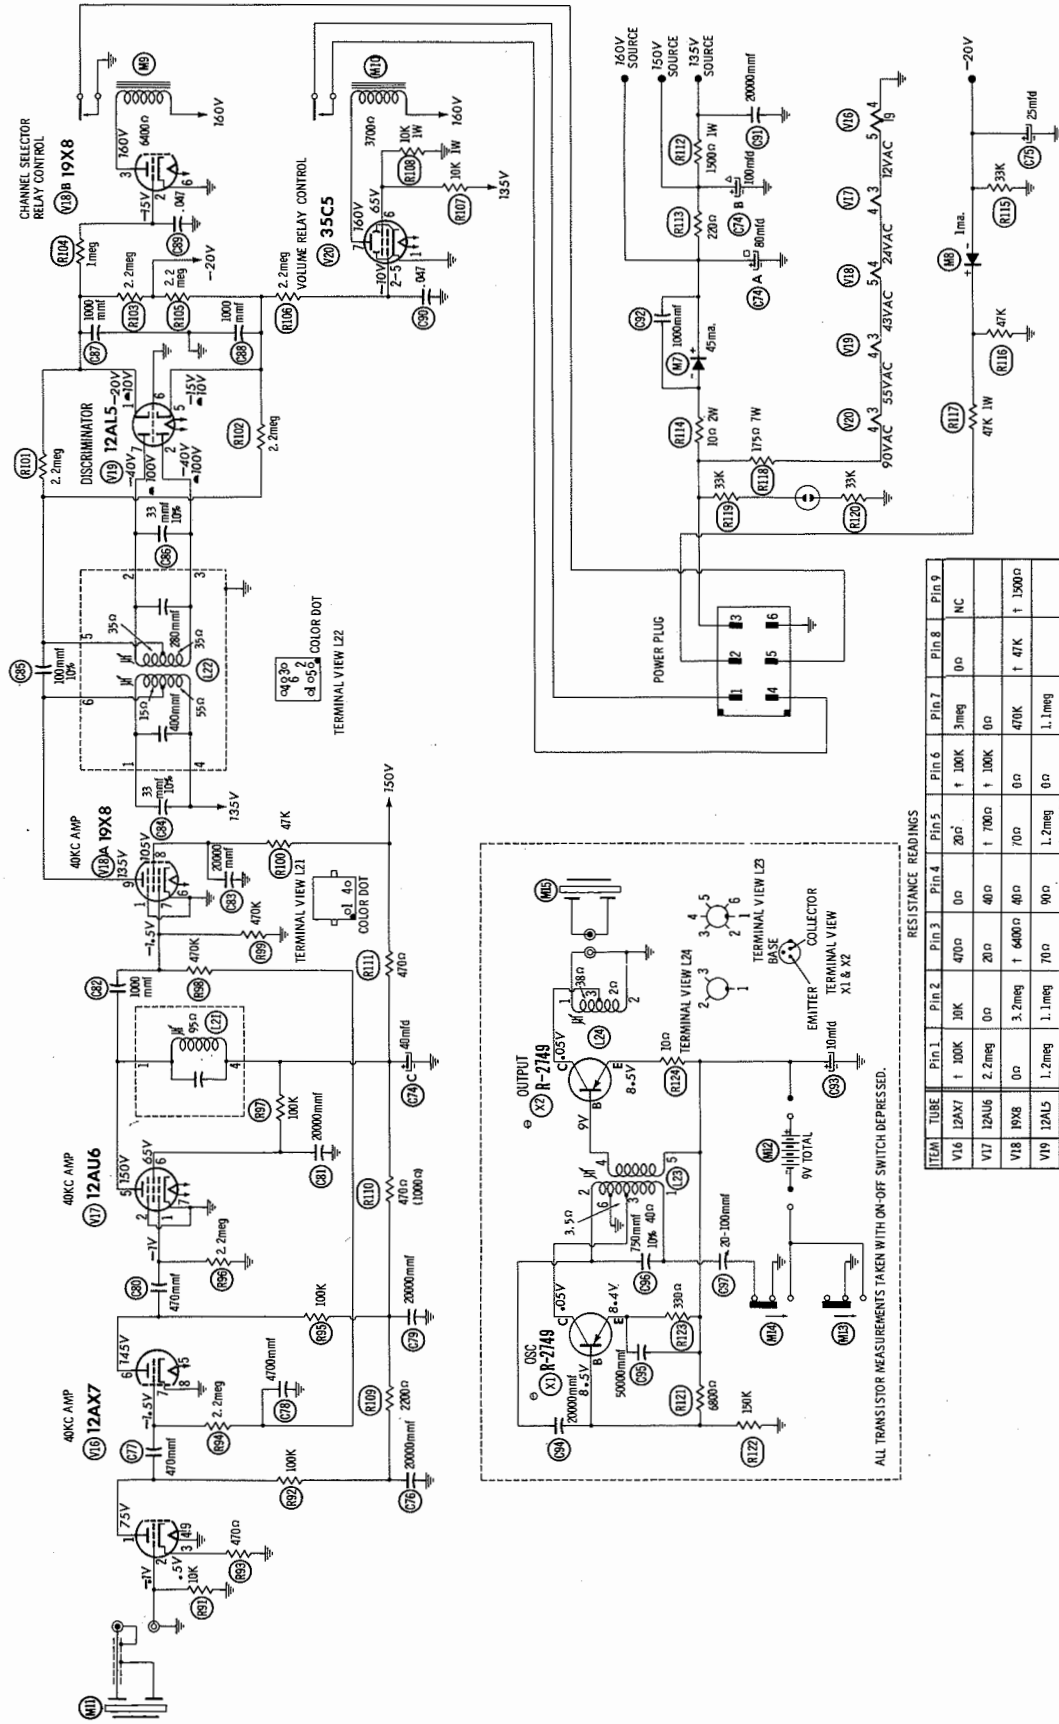 40KC AMP
V16 12AX7
40KC AMP
V17 12AU6
40KC AMP
V18A 19X8
DISCRIMINATOR
V19 12AL5
CHANNEL SELECTOR
RELAY CONTROL
V18B 19X8
VOLUME RELAY CONTROL
V20 35C5
M11
R91
10K
R93
470Ω
75V
-.1V
.5V
R92
100K
C76
20000mmf
C77
470mmf
R94
2.2meg
C78
4700mmf
145V
-1.5V
R95
100K
R109
2200Ω
C79
20000mmf
C80
470mmf
R96
2.2meg
-1V
150V
65V
R110
470Ω
(1000Ω)
C81
20000mmf
R97
100K
C74 C
40mfd
L21
95Ω
C82
1000
mmf
R98
470K
R99
470K
R111
470Ω
-1.5V
135V
105V
C83
20000
mmf
R100
47K
150V
TERMINAL VIEW L21
COLOR DOT
C84
33
mmf
10%
135V
C85
100mmf
10%
15Ω
400mmf
55Ω
35Ω
280mmf
35Ω
L22
TERMINAL VIEW L22
COLOR DOT
C86
33
mmf
10%
R101
2.2meg
R102
2.2meg
-40V
100V
-40V
100V
-20V
10V
-15V
10V
C87
1000
mmf
C88
1000
mmf
R103
2.2meg
R105
2.2
meg
-20V
R104
1meg
C89
.047
-15V
160V
6400Ω
M9
160V
R106
2.2meg
C90
.047
-10V
160V
65V
3700Ω
M10
160V
R108
10K
1W
R107
10K 1W
135V
POWER PLUG
1 2 3
4 5 6
160V
SOURCE
150V
SOURCE
135V
SOURCE
R114
10Ω 2W
M7
45ma.
C92
1000mmf
C74 A
80mfd
R113
220Ω
C74 B
100mfd
R112
1500Ω 1W
C91
20000mmf
R119
33K
R120
33K
R118
175Ω 7W
90VAC
V20
55VAC
V19
43VAC
V18
24VAC
V17
12VAC
V16
R117
47K 1W
R116
47K
M8
1ma.
R115
33K
C75
25mfd
-20V
OSC
X1 R-2749
8.5V
.05V
8.4V
C94
20000mmf
C95
50000mmf
R121
6800Ω
R122
150K
R123
330Ω
C96
750mmf
10%
40Ω
3.5Ω
C97
20-100mmf
L23
OUTPUT
X2 R-2749
9V
.05V
8.5V
R124
10Ω
L24
38Ω
2Ω
M15
M14
M13
M12
9V TOTAL
C93
10mfd
TERMINAL VIEW L24
TERMINAL VIEW L23
BASE
EMITTER
COLLECTOR
TERMINAL VIEW
X1 & X2
ALL TRANSISTOR MEASUREMENTS TAKEN WITH ON-OFF SWITCH DEPRESSED.
RESISTANCE READINGS
ITEM TUBE Pin 1 Pin 2 Pin 3 Pin 4 Pin 5 Pin 6 Pin 7 Pin 8 Pin 9
V16 12AX7 † 100K 10K 470Ω 0Ω 20Ω † 100K 3meg 0Ω NC
V17 12AU6 2.2meg 0Ω 20Ω 40Ω † 700Ω † 100K 0Ω
V18 19X8 0Ω 3.2meg † 6400Ω 40Ω 70Ω 0Ω 470K † 47K † 1500Ω
V19 12AL5 1.2meg 1.1meg 70Ω 90Ω 1.2meg 0Ω 1.1meg